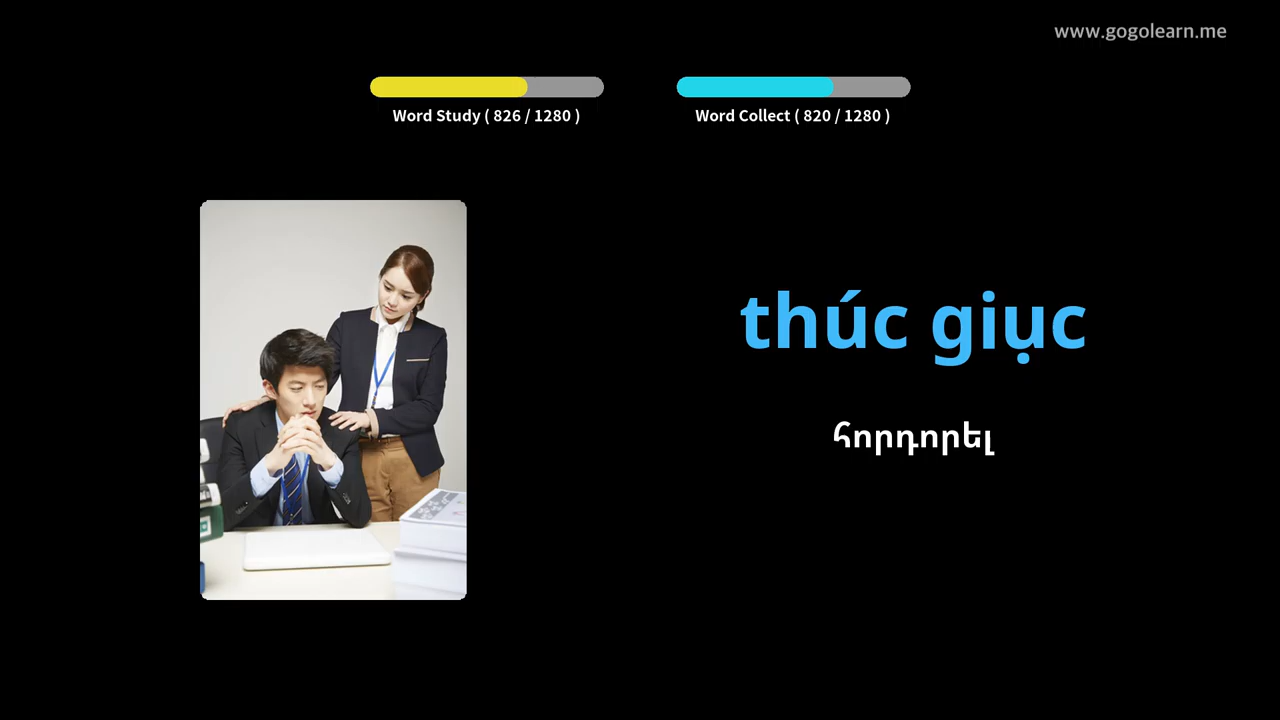 www.gogolearn.me
Word Study ( 826 / 1280 )
Word Collect ( 820 / 1280 )
thúc giục
հորդորել